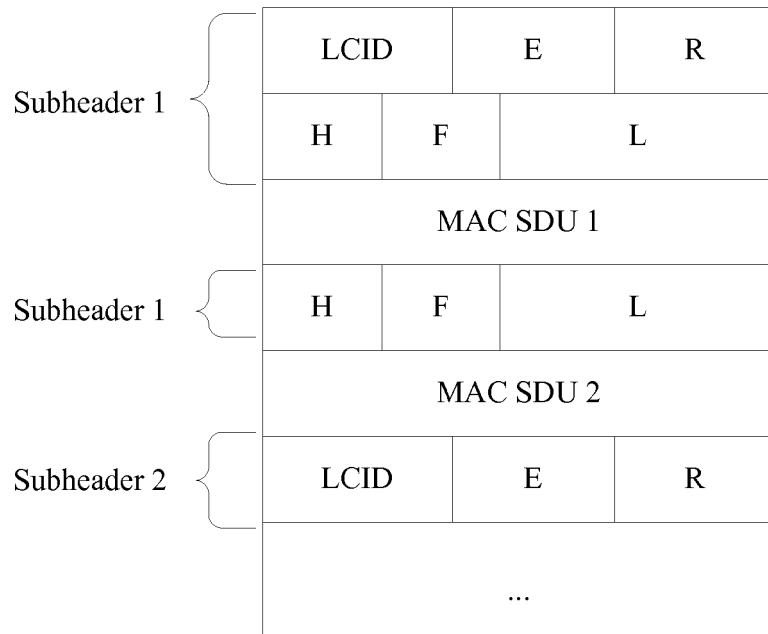 LCID E R
Subheader 1
H F L
MAC SDU 1
Subheader 1 H F L
MAC SDU 2
Subheader 2 LCID E R
...